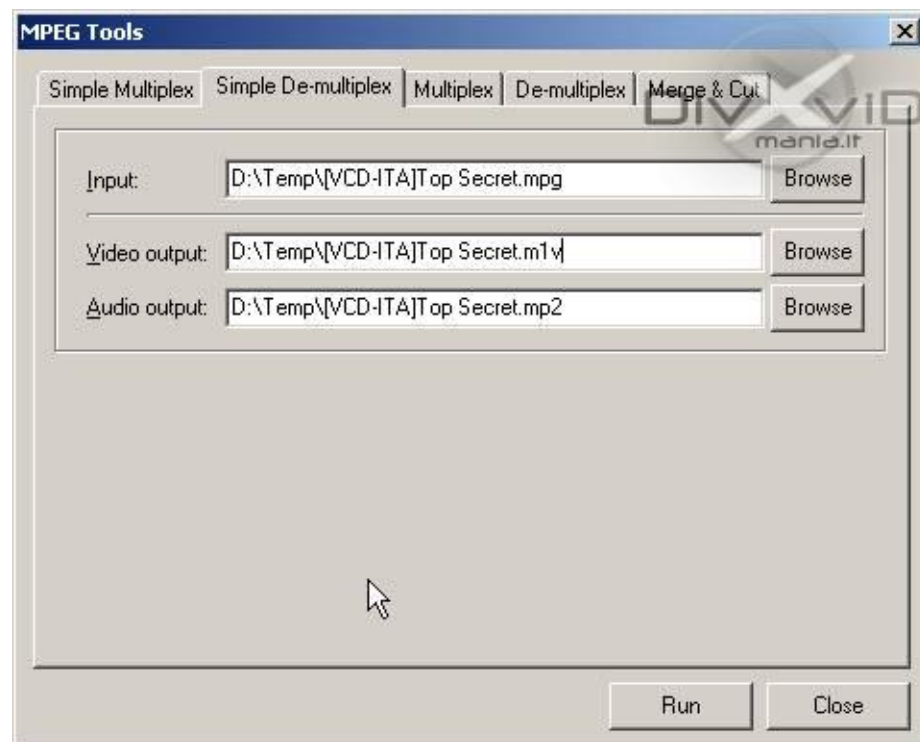 MPEG Tools
Simple Multiplex Simple De-multiplex Multiplex De-multiplex Merge & Cut
DIVXVID
mania.it
Input: D:\Temp\[VCD-ITA]Top Secret.mpg Browse
Video output: D:\Temp\[VCD-ITA]Top Secret.m1v Browse
Audio output: D:\Temp\[VCD-ITA]Top Secret.mp2 Browse
Run Close